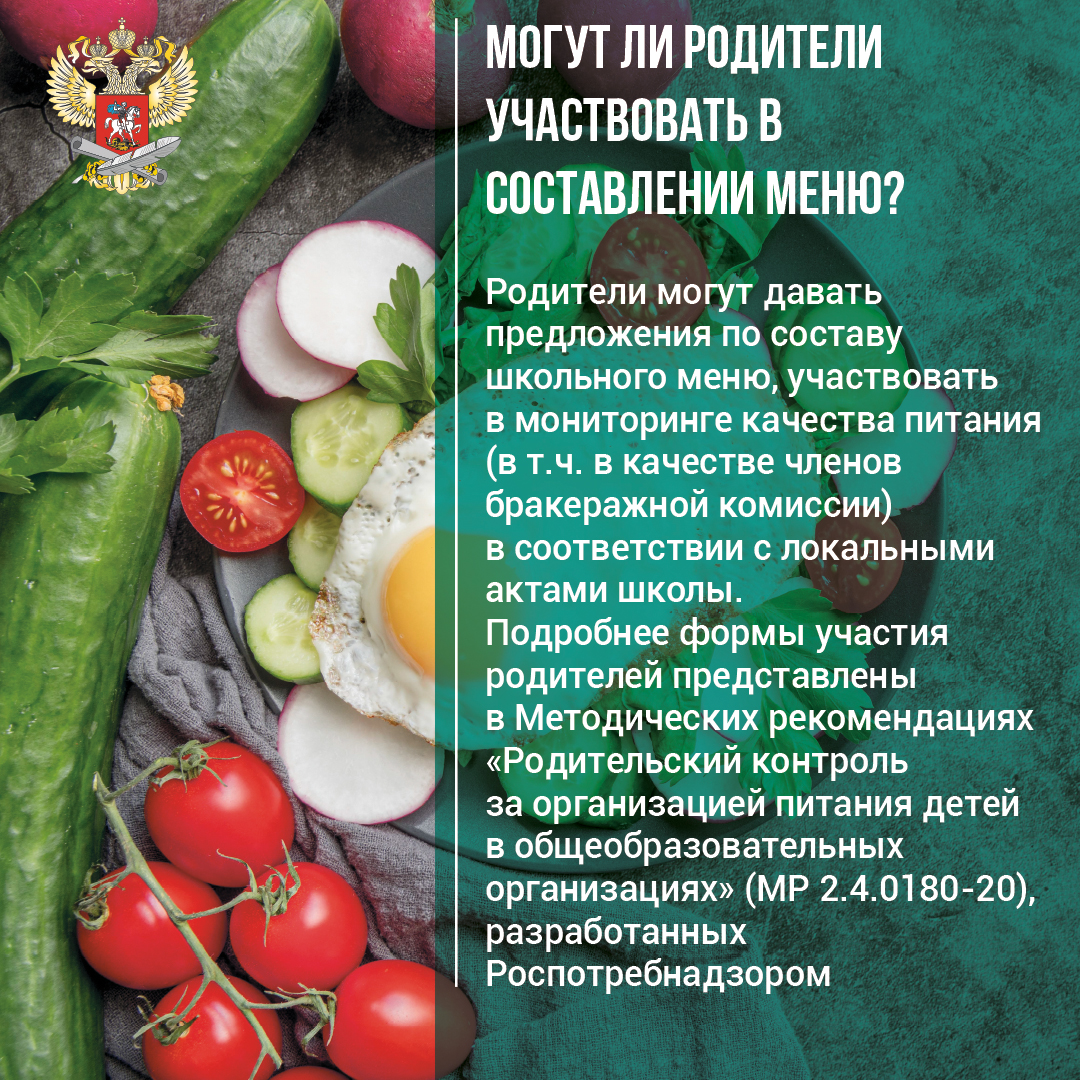 МОГУТ ЛИ РОДИТЕЛИ
УЧАСТВОВАТЬ В
СОСТАВЛЕНИИ МЕНЮ?
Родители могут давать
предложения по составу
школьного меню, участвовать
в мониторинге качества питания
(в т.ч. в качестве членов
бракеражной комиссии)
в соответствии с локальными
актами школы.
Подробнее формы участия
родителей представлены
в Методических рекомендациях
«Родительский контроль
за организацией питания детей
в общеобразовательных
организациях» (МР 2.4.0180-20),
разработанных
Роспотребнадзором